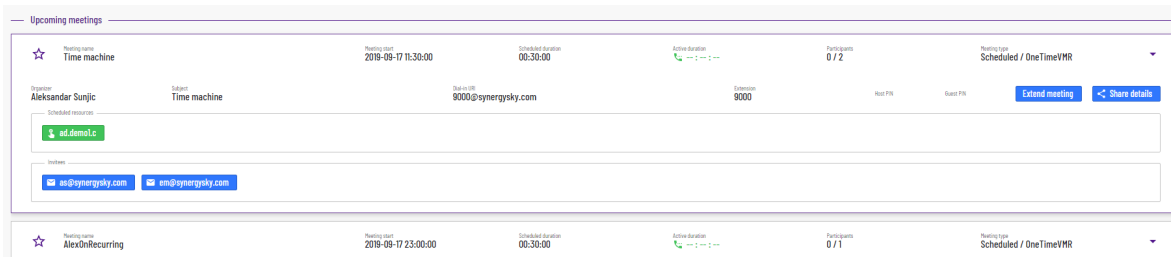 Upcoming meetings
Meeting name Meeting start Scheduled duration Active duration Participants Meeting type
Time machine 2019-09-17 11:30:00 00:30:00 --:--:-- 0 / 2 Scheduled / OneTimeVMR
Organizer Subject Dial-in URI Extension
Aleksandar Sunjic Time machine 9000@synergysky.com 9000 Host PIN Guest PIN Extend meeting Share details
Scheduled resources
ad.demo1.c
Invitees
as@synergysky.com em@synergysky.com
Meeting name Meeting start Scheduled duration Active duration Participants Meeting type
AlexOnRecurring 2019-09-17 23:00:00 00:30:00 --:--:-- 0 / 1 Scheduled / OneTimeVMR